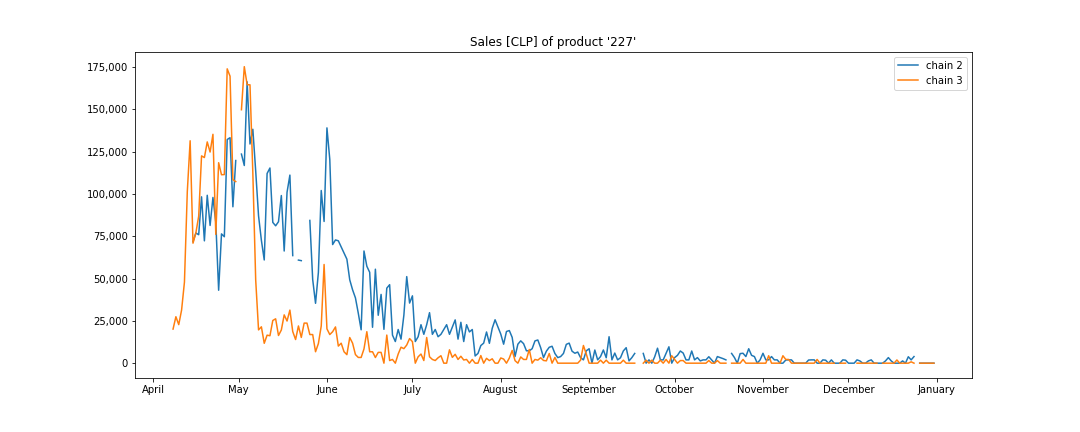 Sales [CLP] of product '227'
chain 2
chain 3
175,000
150,000
125,000
100,000
75,000
50,000
25,000
0
April May June July August September October November December January